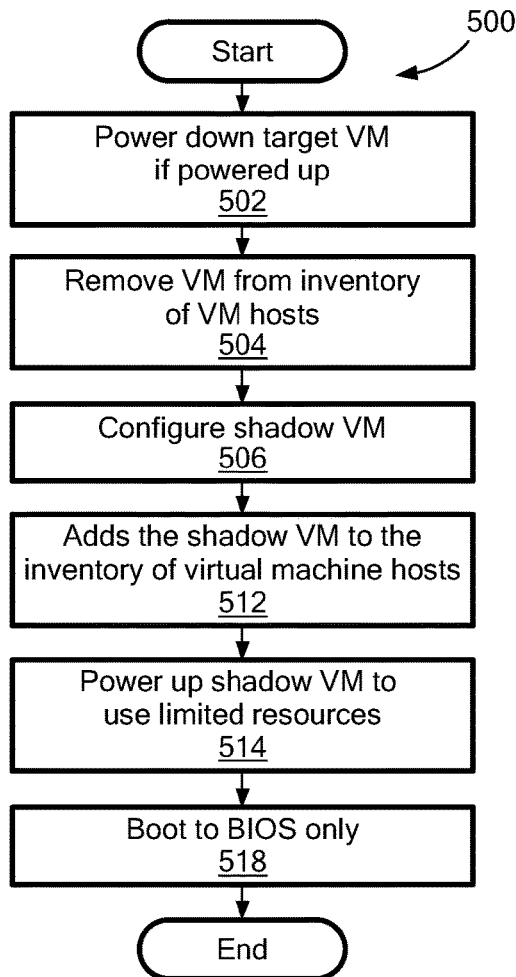 500
Start
Power down target VM
if powered up
502
Remove VM from inventory
of VM hosts
504
Configure shadow VM
506
Adds the shadow VM to the
inventory of virtual machine hosts
512
Power up shadow VM to
use limited resources
514
Boot to BIOS only
518
End